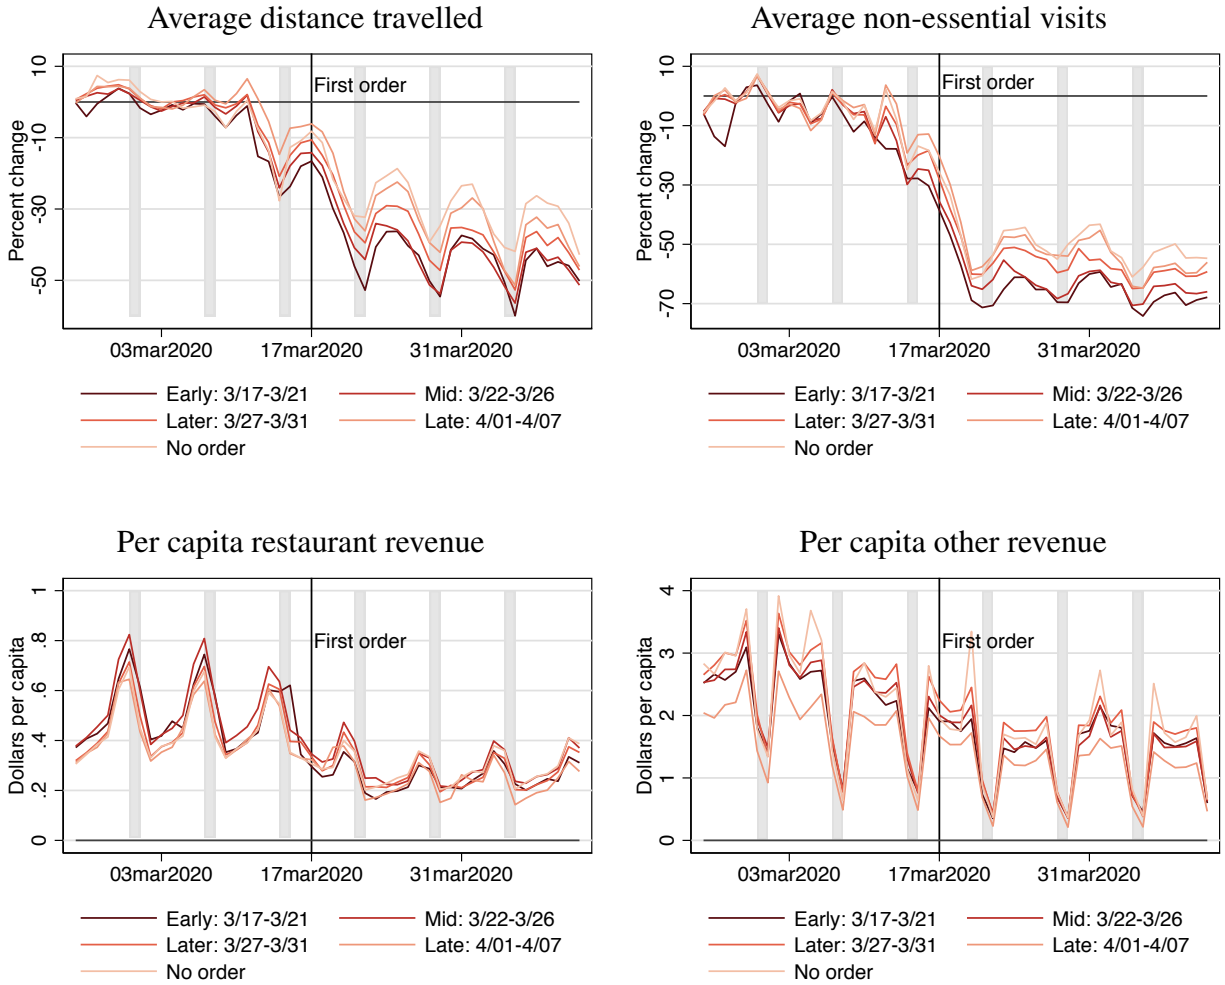 Average distance travelled
Percent change
10
-10
-30
-50
First order
03mar2020 17mar2020 31mar2020
Early: 3/17-3/21 Mid: 3/22-3/26
Later: 3/27-3/31 Late: 4/01-4/07
No order
Average non-essential visits
Percent change
10
-10
-30
-50
-70
First order
03mar2020 17mar2020 31mar2020
Early: 3/17-3/21 Mid: 3/22-3/26
Later: 3/27-3/31 Late: 4/01-4/07
No order
Per capita restaurant revenue
Dollars per capita
1
.8
.6
.4
.2
0
First order
03mar2020 17mar2020 31mar2020
Early: 3/17-3/21 Mid: 3/22-3/26
Later: 3/27-3/31 Late: 4/01-4/07
No order
Per capita other revenue
Dollars per capita
4
3
2
1
0
First order
03mar2020 17mar2020 31mar2020
Early: 3/17-3/21 Mid: 3/22-3/26
Later: 3/27-3/31 Late: 4/01-4/07
No order